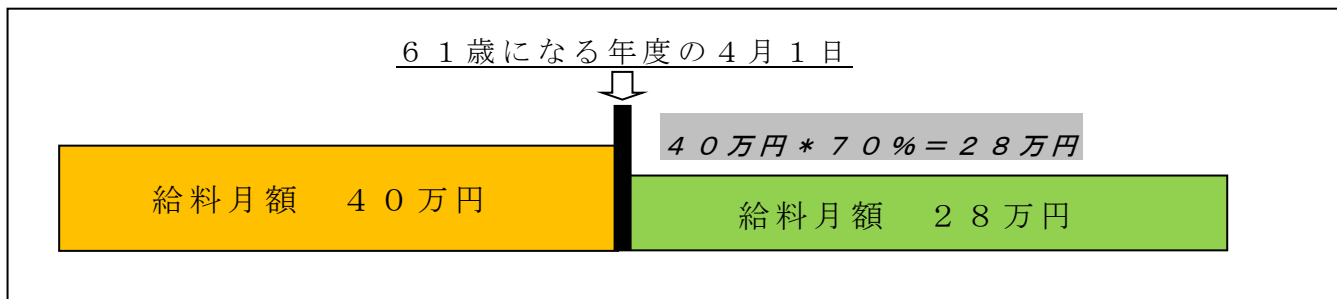 ６１歳になる年度の４月１日
４０万円＊７０％＝２８万円
給料月額　４０万円
給料月額　２８万円